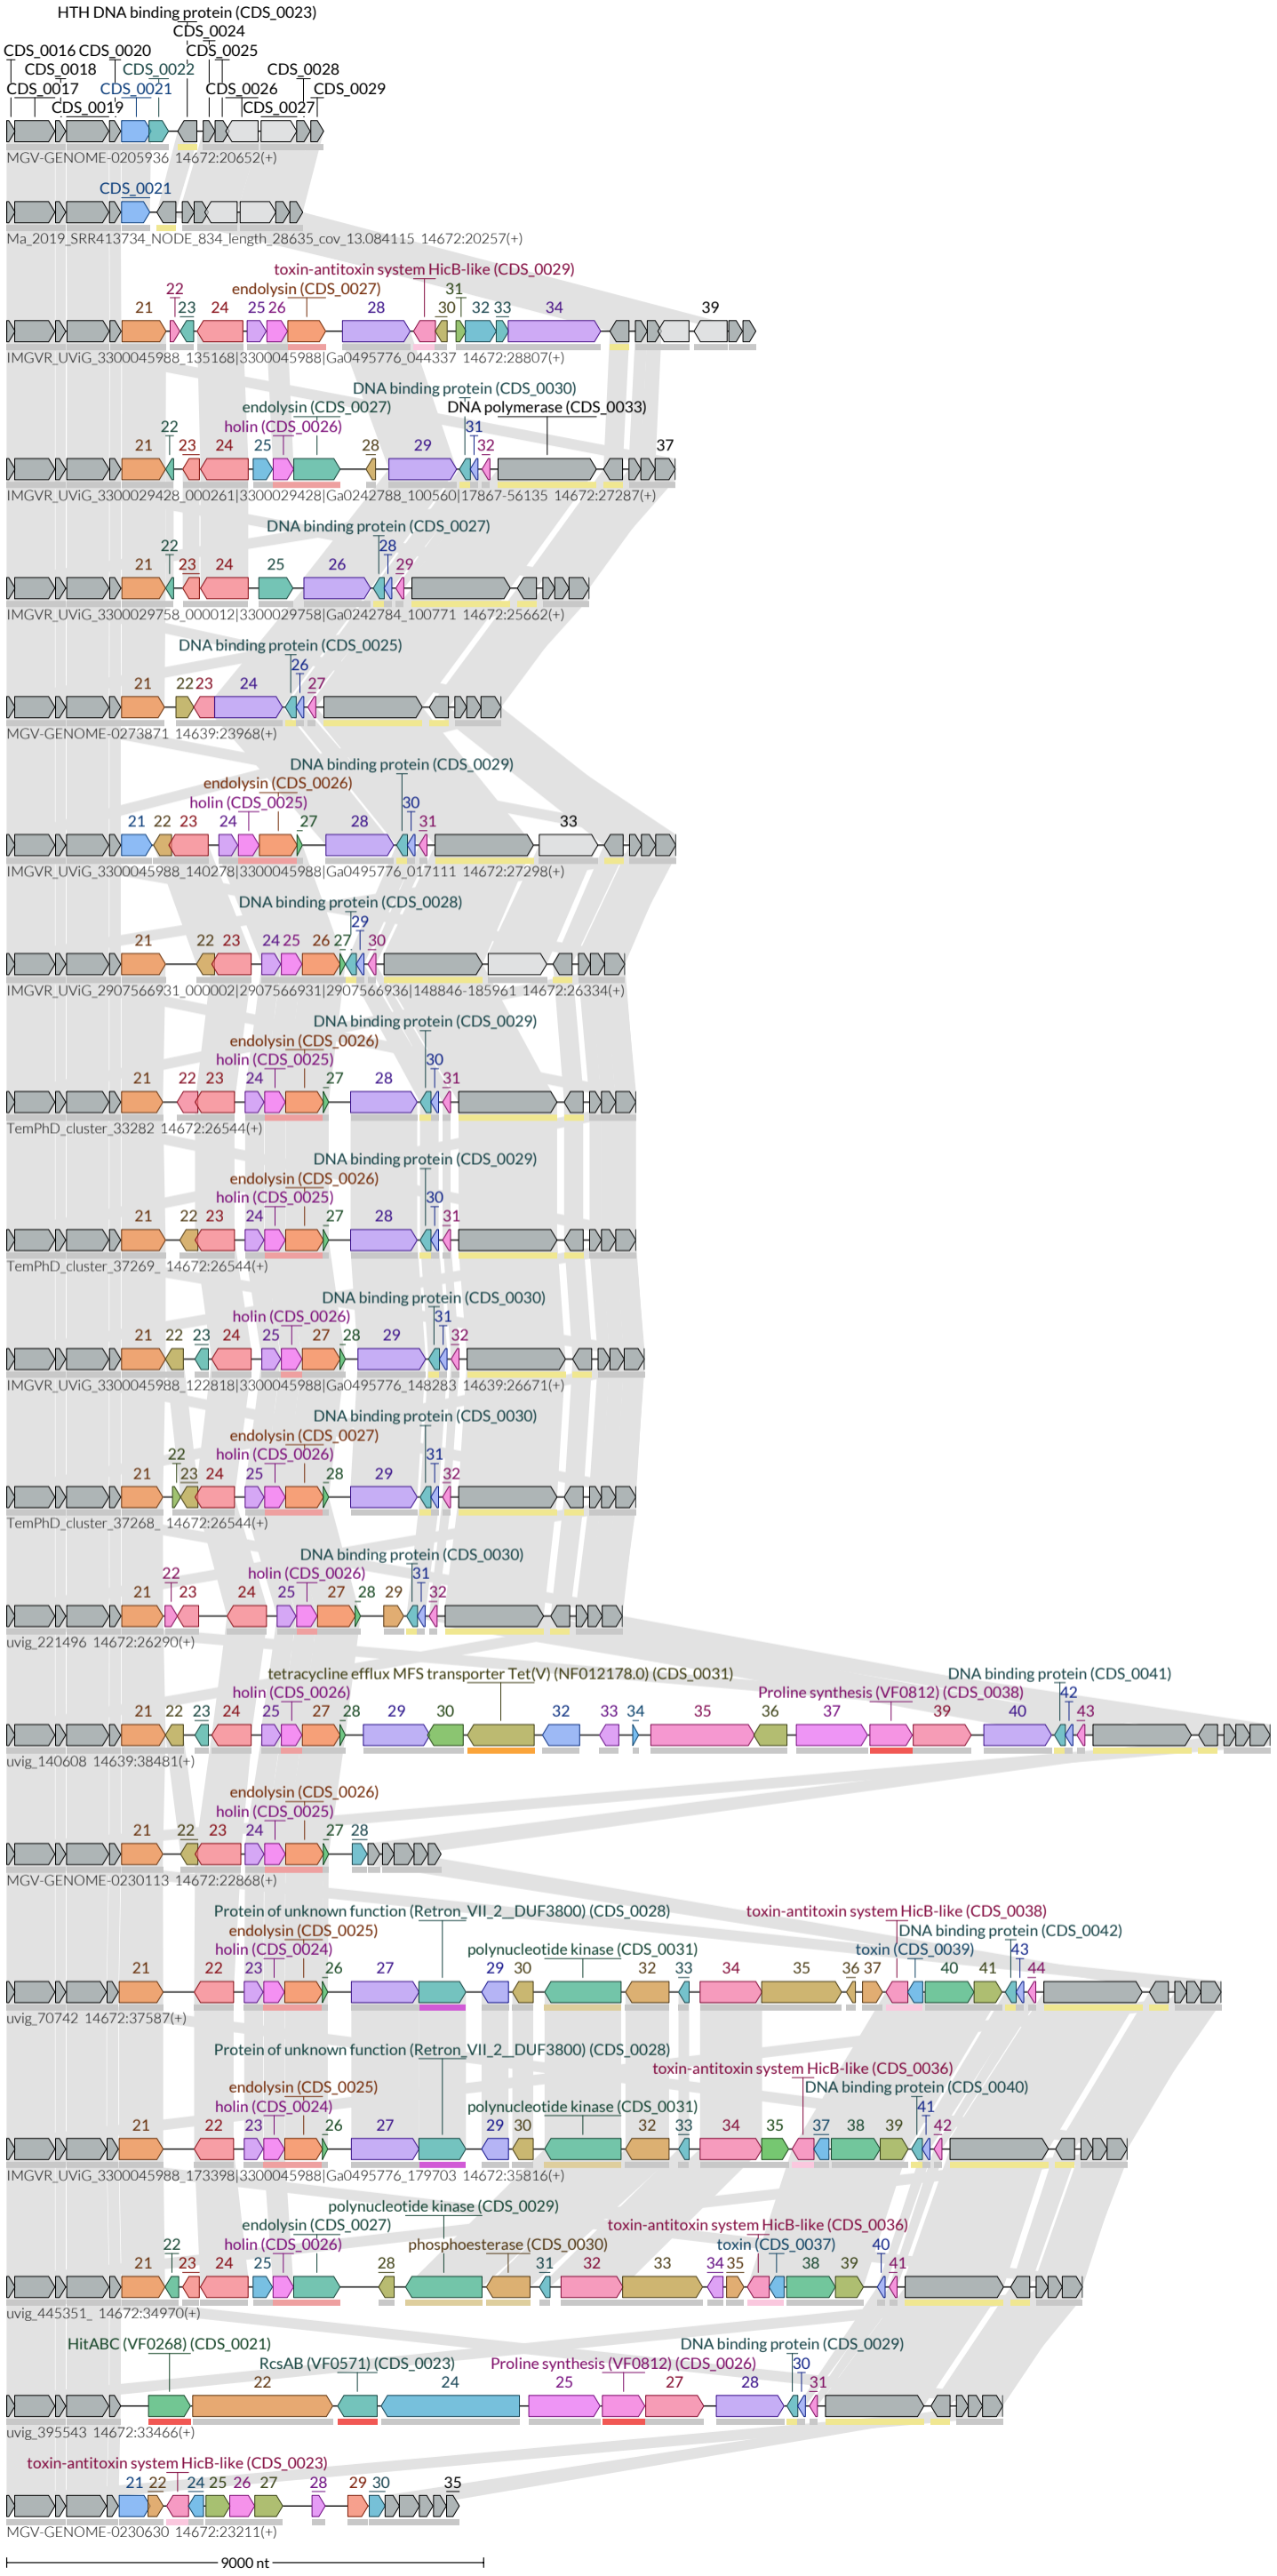 HTH DNA binding protein (CDS_0023)
CDS_0024
CDS_0016 CDS_0020 CDS_0025
CDS_0018 CDS_0022 CDS_0028
CDS_0017 CDS_0021 CDS_0026 CDS_0029
CDS_0019 CDS_0027
MGV-GENOME-0205936 14672:20652(+)
CDS_0021
Ma_2019_SRR413734_NODE_834_length_28635_cov_13.084115 14672:20257(+)
toxin-antitoxin system HicB-like (CDS_0029)
22 endolysin (CDS_0027) 31
21 23 24 25 26 28 30 32 33 34 39
IMGVR_UViG_3300045988_135168|3300045988|Ga0495776_044337 14672:28807(+)
DNA binding protein (CDS_0030)
endolysin (CDS_0027) DNA polymerase (CDS_0033)
22 holin (CDS_0026) 31
21 23 24 25 28 29 32 37
IMGVR_UViG_3300029428_000261|3300029428|Ga0242788_100560|17867-56135 14672:27287(+)
DNA binding protein (CDS_0027)
22 28
21 23 24 25 26 29
IMGVR_UViG_3300029758_000012|3300029758|Ga0242784_100771 14672:25662(+)
DNA binding protein (CDS_0025)
26
21 22 23 24 27
MGV-GENOME-0273871 14639:23968(+)
DNA binding protein (CDS_0029)
endolysin (CDS_0026)
holin (CDS_0025) 30
21 22 23 24 27 28 31 33
IMGVR_UViG_3300045988_140278|3300045988|Ga0495776_017111 14672:27298(+)
DNA binding protein (CDS_0028)
29
21 22 23 24 25 26 27 30
IMGVR_UViG_2907566931_000002|2907566931|2907566936|148846-185961 14672:26334(+)
DNA binding protein (CDS_0029)
endolysin (CDS_0026)
holin (CDS_0025) 30
21 22 23 24 27 28 31
TemPhD_cluster_33282 14672:26544(+)
DNA binding protein (CDS_0029)
endolysin (CDS_0026)
holin (CDS_0025) 30
21 22 23 24 27 28 31
TemPhD_cluster_37269_ 14672:26544(+)
DNA binding protein (CDS_0030)
holin (CDS_0026) 31
21 22 23 24 25 27 28 29 32
IMGVR_UViG_3300045988_122818|3300045988|Ga0495776_148283 14639:26671(+)
DNA binding protein (CDS_0030)
endolysin (CDS_0027)
22 holin (CDS_0026) 31
21 23 24 25 28 29 32
TemPhD_cluster_37268_ 14672:26544(+)
DNA binding protein (CDS_0030)
22 holin (CDS_0026) 31
21 23 24 25 27 28 29 32
uvig_221496 14672:26290(+)
tetracycline efflux MFS transporter Tet(V) (NF012178.0) (CDS_0031) DNA binding protein (CDS_0041)
holin (CDS_0026) Proline synthesis (VF0812) (CDS_0038) 42
21 22 23 24 25 27 28 29 30 32 33 34 35 36 37 39 40 43
uvig_140608 14639:38481(+)
endolysin (CDS_0026)
holin (CDS_0025)
21 22 23 24 27 28
MGV-GENOME-0230113 14672:22868(+)
Protein of unknown function (Retron_VII_2__DUF3800) (CDS_0028) toxin-antitoxin system HicB-like (CDS_0038)
endolysin (CDS_0025) DNA binding protein (CDS_0042)
holin (CDS_0024) polynucleotide kinase (CDS_0031) toxin (CDS_0039) 43
21 22 23 26 27 29 30 32 33 34 35 36 37 40 41 44
uvig_70742 14672:37587(+)
Protein of unknown function (Retron_VII_2__DUF3800) (CDS_0028)
toxin-antitoxin system HicB-like (CDS_0036)
endolysin (CDS_0025) DNA binding protein (CDS_0040)
holin (CDS_0024) polynucleotide kinase (CDS_0031) 41
21 22 23 26 27 29 30 32 33 34 35 37 38 39 42
IMGVR_UViG_3300045988_173398|3300045988|Ga0495776_179703 14672:35816(+)
polynucleotide kinase (CDS_0029)
endolysin (CDS_0027) toxin-antitoxin system HicB-like (CDS_0036)
22 holin (CDS_0026) phosphoesterase (CDS_0030) toxin (CDS_0037) 40
21 23 24 25 28 31 32 33 34 35 38 39 41
uvig_445351_ 14672:34970(+)
HitABC (VF0268) (CDS_0021) DNA binding protein (CDS_0029)
RcsAB (VF0571) (CDS_0023) Proline synthesis (VF0812) (CDS_0026) 30
22 24 25 27 28 31
uvig_395543 14672:33466(+)
toxin-antitoxin system HicB-like (CDS_0023)
21 22 24 25 26 27 28 29 30 35
MGV-GENOME-0230630 14672:23211(+)
9000 nt